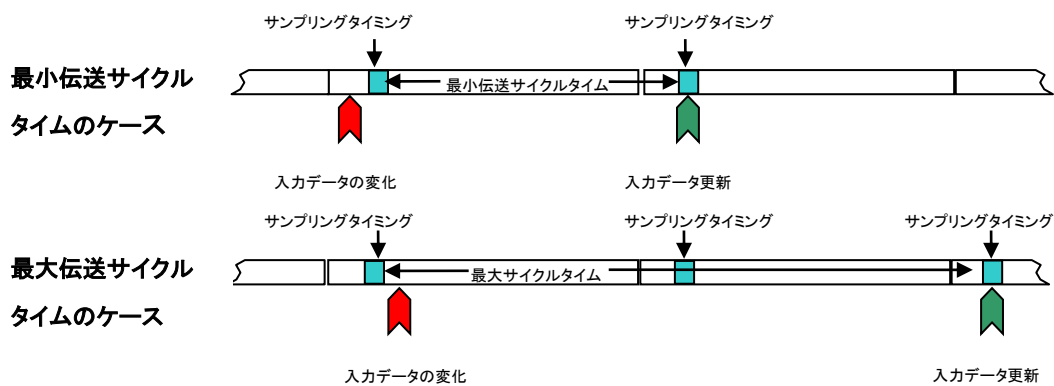 サンプリングタイミング サンプリングタイミング
最小伝送サイクル
最小伝送サイクルタイム
タイムのケース
入力データの変化 入力データ更新
サンプリングタイミング サンプリングタイミング サンプリングタイミング
最大伝送サイクル
最大サイクルタイム
タイムのケース
入力データの変化 入力データ更新